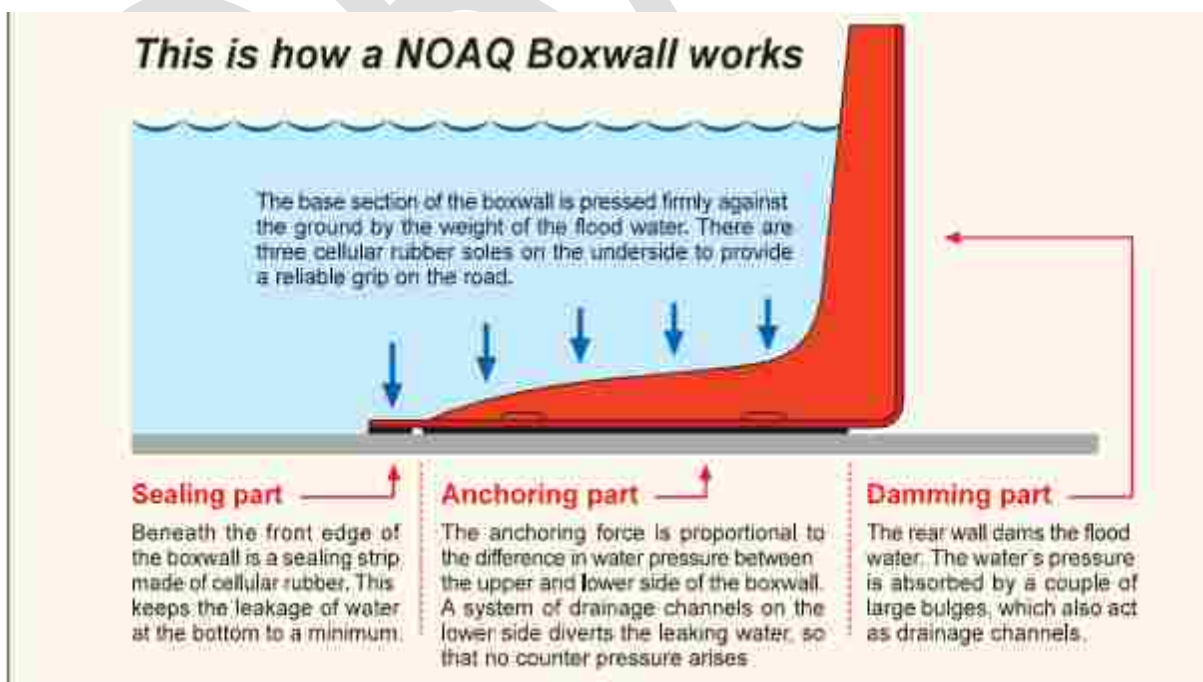 This is how a NOAQ Boxwall works
The base section of the boxwall is pressed firmly against
the ground by the weight of the flood water. There are
three cellular rubber soles on the underside to provide
a reliable grip on the road.
Sealing part
Beneath the front edge of
the boxwall is a sealing strip
made of cellular rubber. This
keeps the leakage of water
at the bottom to a minimum.
Anchoring part
The anchoring force is proportional to
the difference in water pressure between
the upper and lower side of the boxwall.
A system of drainage channels on the
lower side diverts the leaking water, so
that no counter pressure arises
Damming part
The rear wall dams the flood
water. The water's pressure
is absorbed by a couple of
large bulges, which also act
as drainage channels.